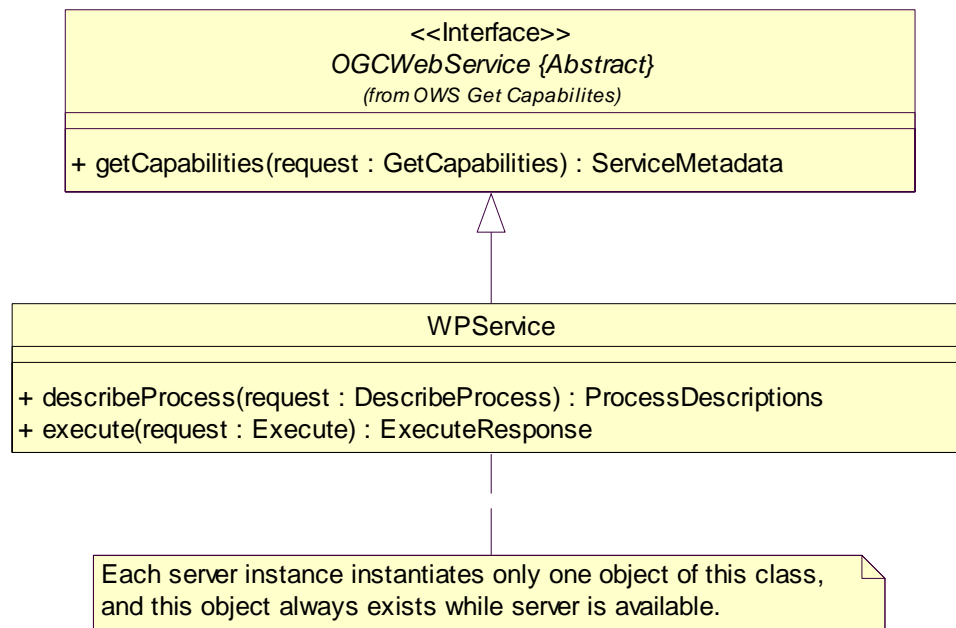 <<Interface>>
OGCWebService {Abstract}
(from OWS Get Capabilites)
+ getCapabilities(request : GetCapabilities) : ServiceMetadata
WPService
+ describeProcess(request : DescribeProcess) : ProcessDescriptions
+ execute(request : Execute) : ExecuteResponse
Each server instance instantiates only one object of this class,
and this object always exists while server is available.